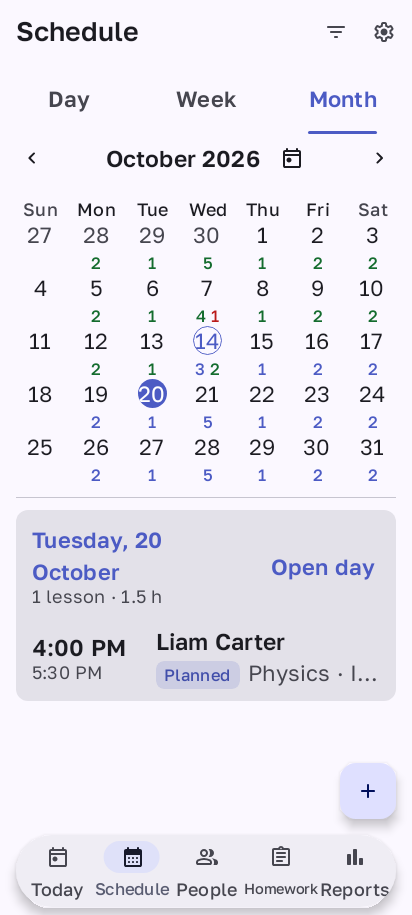 Schedule
Day Week Month
October 2026
Sun Mon Tue Wed Thu Fri Sat
27 28 29 30 1 2 3
2 1 5 1 2 2
4 5 6 7 8 9 10
2 1 4 1 1 2 2
11 12 13 14 15 16 17
2 1 3 2 1 2 2
18 19 20 21 22 23 24
2 1 5 1 2 2
25 26 27 28 29 30 31
2 1 5 1 2 2
Tuesday, 20
October
Open day
1 lesson · 1.5 h
4:00 PM Liam Carter
5:30 PM Planned Physics · I...
+
Today Schedule People Homework Reports